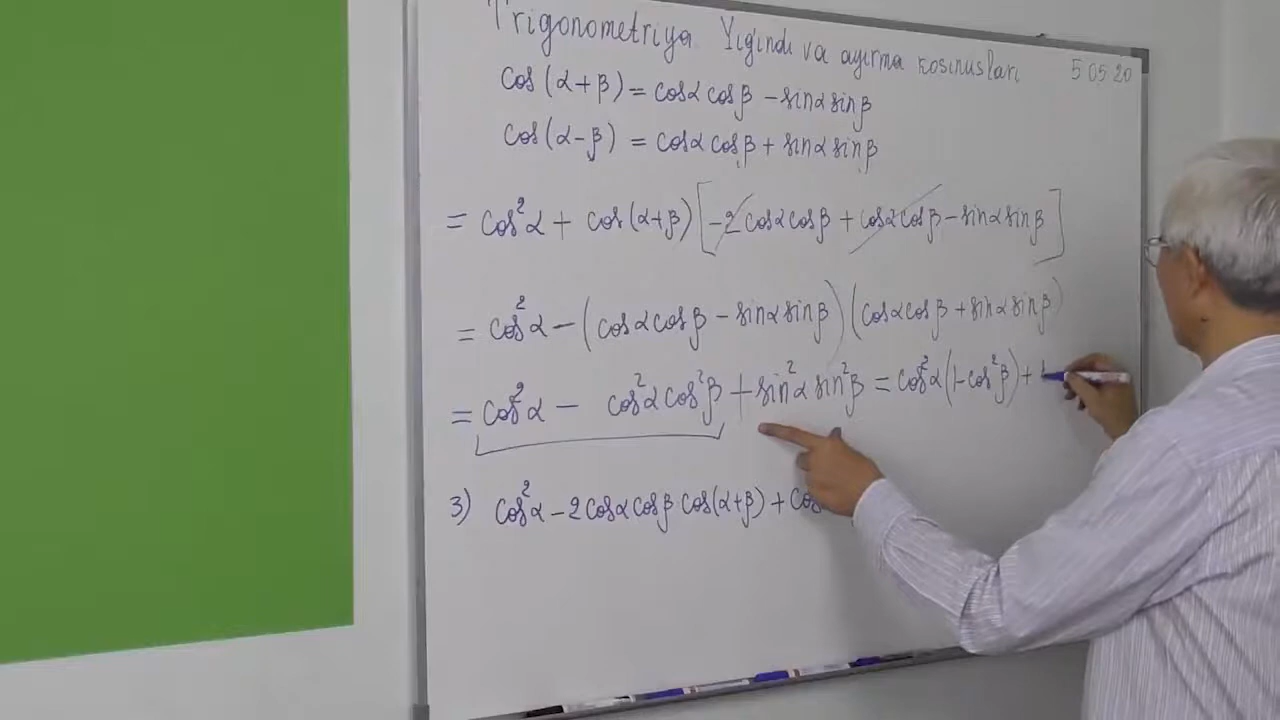 Trigonometriya Yig'indi va ayirma kosinuslari 5 05 20
cos(α+β) = cosα cosβ − sinα sinβ
cos(α−β) = cosα cosβ + sinα sinβ
= cos²α + cos(α+β)[−2cosα cosβ + cosα cosβ − sinα sinβ]
= cos²α − (cosα cosβ − sinα sinβ)(cosα cosβ + sinα sinβ)
= cos²α − cos²α cos²β + sin²α sin²β = cos²α(1−cos²β) +
3) cos²α − 2cosα cosβ · cos(α+β) + cos